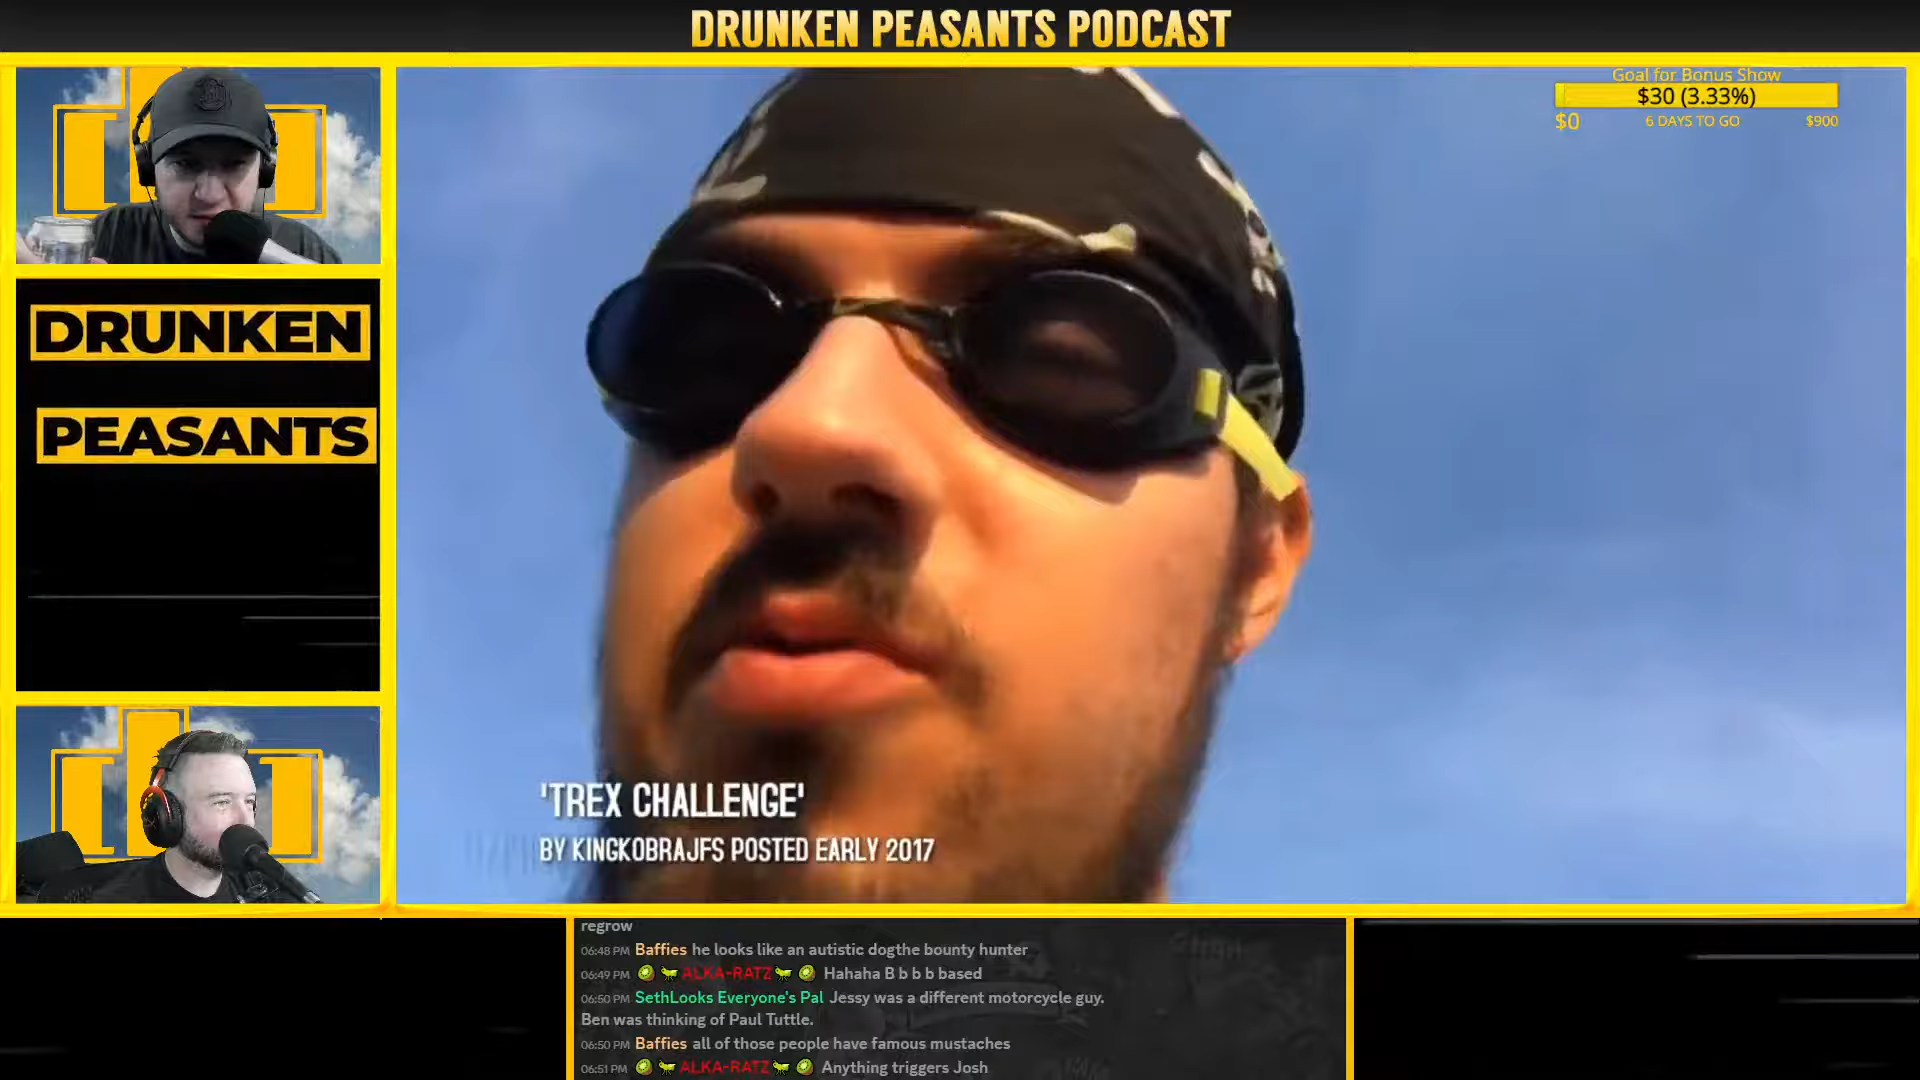 DRUNKEN PEASANTS PODCAST
Goal for Bonus Show
$30 (3.33%)
$0 6 DAYS TO GO $900
DRUNKEN
PEASANTS
'TREX CHALLENGE'
BY KINGKOBRAJFS POSTED EARLY 2017
regrow
06:48 PM Baffies he looks like an autistic dogthe bounty hunter
06:49 PM ALKA-RATZ Hahaha B b b b based
06:50 PM SethLooks Everyone's Pal Jessy was a different motorcycle guy.
Ben was thinking of Paul Tuttle.
06:50 PM Baffies all of those people have famous mustaches
06:51 PM ALKA-RATZ Anything triggers Josh